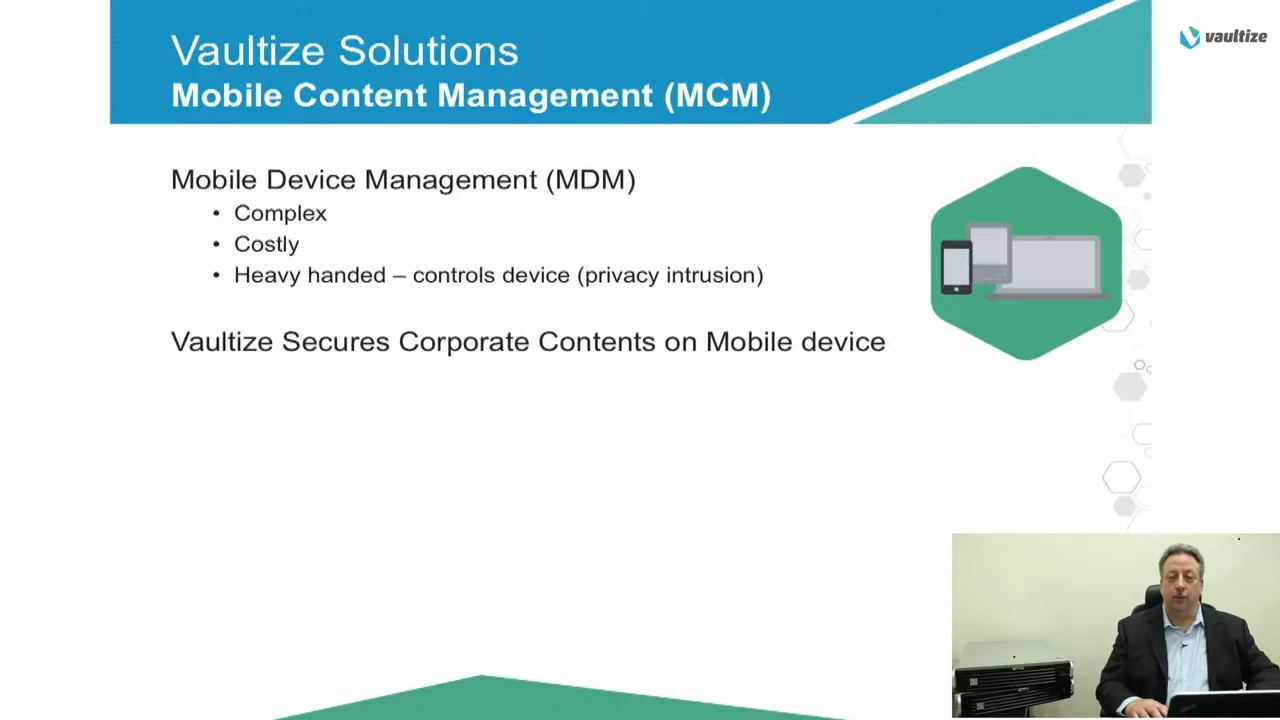 Vaultize Solutions
vaultize
Mobile Content Management (MCM)
Mobile Device Management (MDM)
• Complex
• Costly
• Heavy handed – controls device (privacy intrusion)
Vaultize Secures Corporate Contents on Mobile device